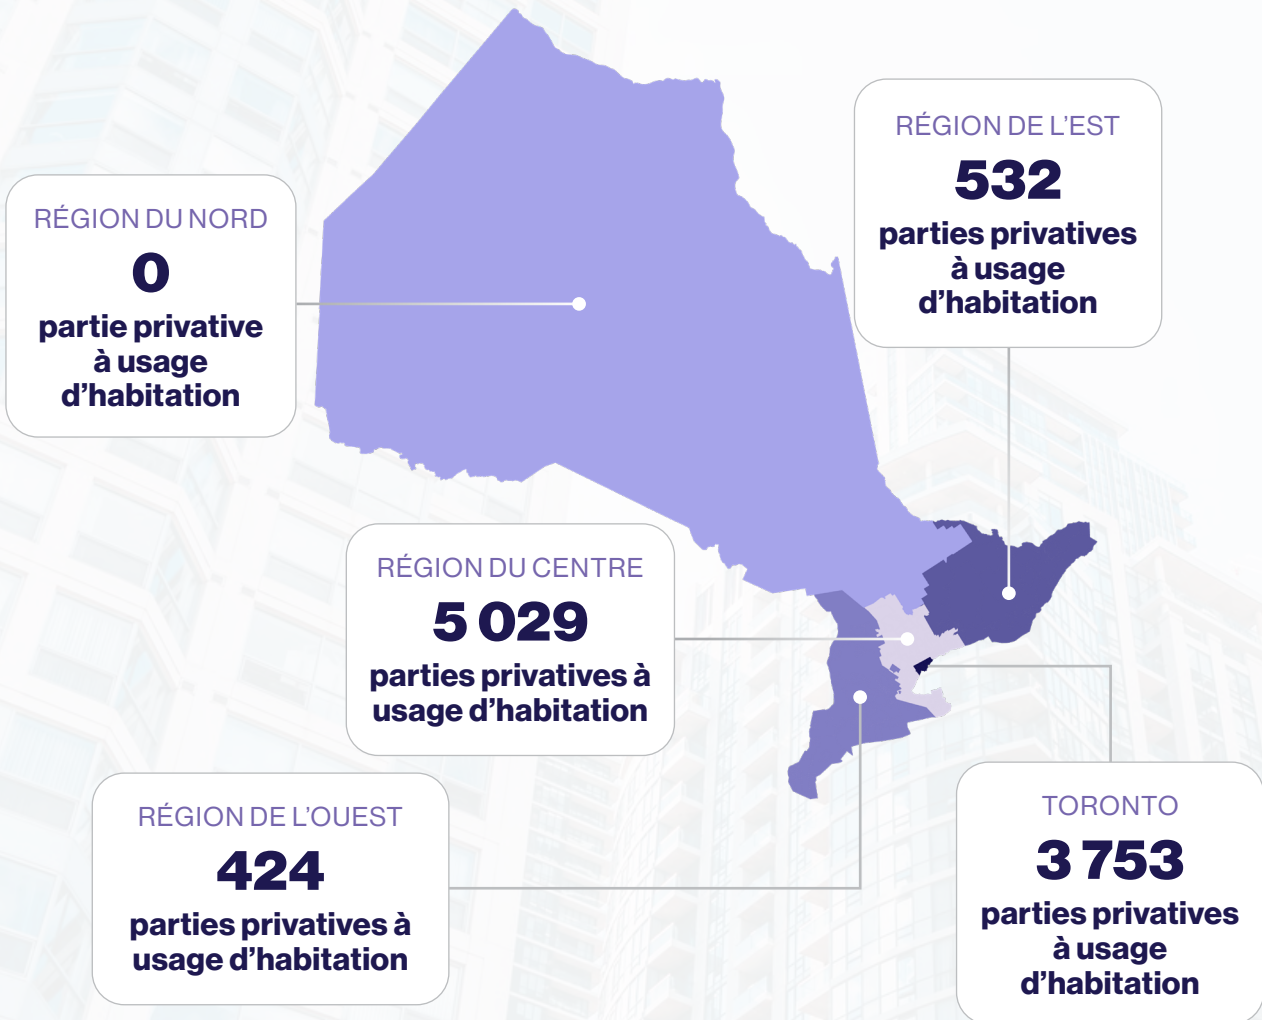 RÉGION DE L'EST
532
parties privatives
à usage
d'habitation
RÉGION DU NORD
0
partie privative
à usage
d'habitation
RÉGION DU CENTRE
5 029
parties privatives à
usage d'habitation
RÉGION DE L'OUEST
424
parties privatives à
usage d'habitation
TORONTO
3 753
parties privatives
à usage
d'habitation